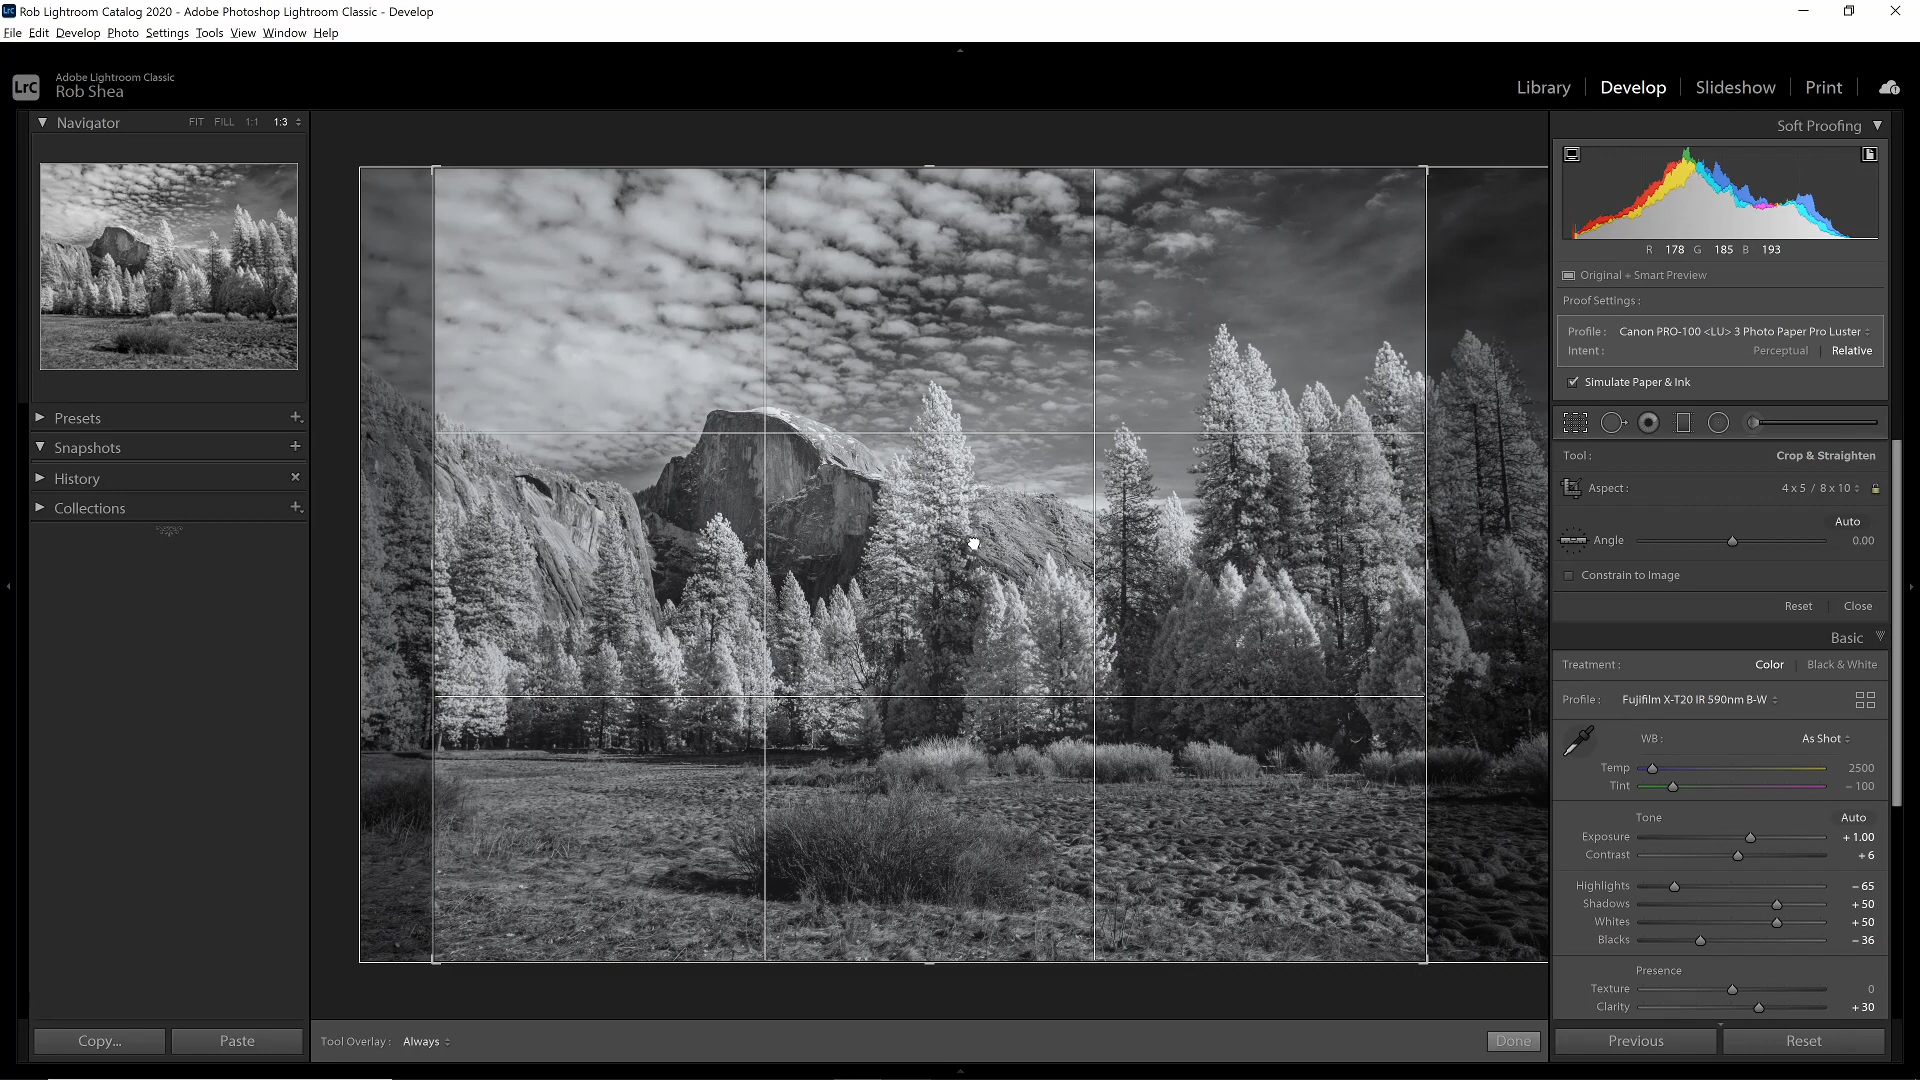 Rob Lightroom Catalog 2020 - Adobe Photoshop Lightroom Classic - Develop
File Edit Develop Photo Settings Tools View Window Help
LrC
Adobe Lightroom Classic
Rob Shea
Library Develop Slideshow Print
Navigator FIT FILL 1:1 1:3
Presets
Snapshots
History
Collections
Copy... Paste
Tool Overlay : Always
Done
Soft Proofing
R 178 G 185 B 193
Original + Smart Preview
Proof Settings :
Profile : Canon PRO-100 <LU> 3 Photo Paper Pro Luster
Intent : Perceptual Relative
Simulate Paper & Ink
Tool : Crop & Straighten
Aspect : 4 x 5 / 8 x 10
Auto
Angle 0.00
Constrain to Image
Reset Close
Basic
Treatment : Color Black & White
Profile : Fujifilm X-T20 IR 590nm B-W
WB : As Shot
Temp 2500
Tint - 100
Tone Auto
Exposure + 1.00
Contrast + 6
Highlights - 65
Shadows + 50
Whites + 50
Blacks - 36
Presence
Texture 0
Clarity + 30
Previous Reset